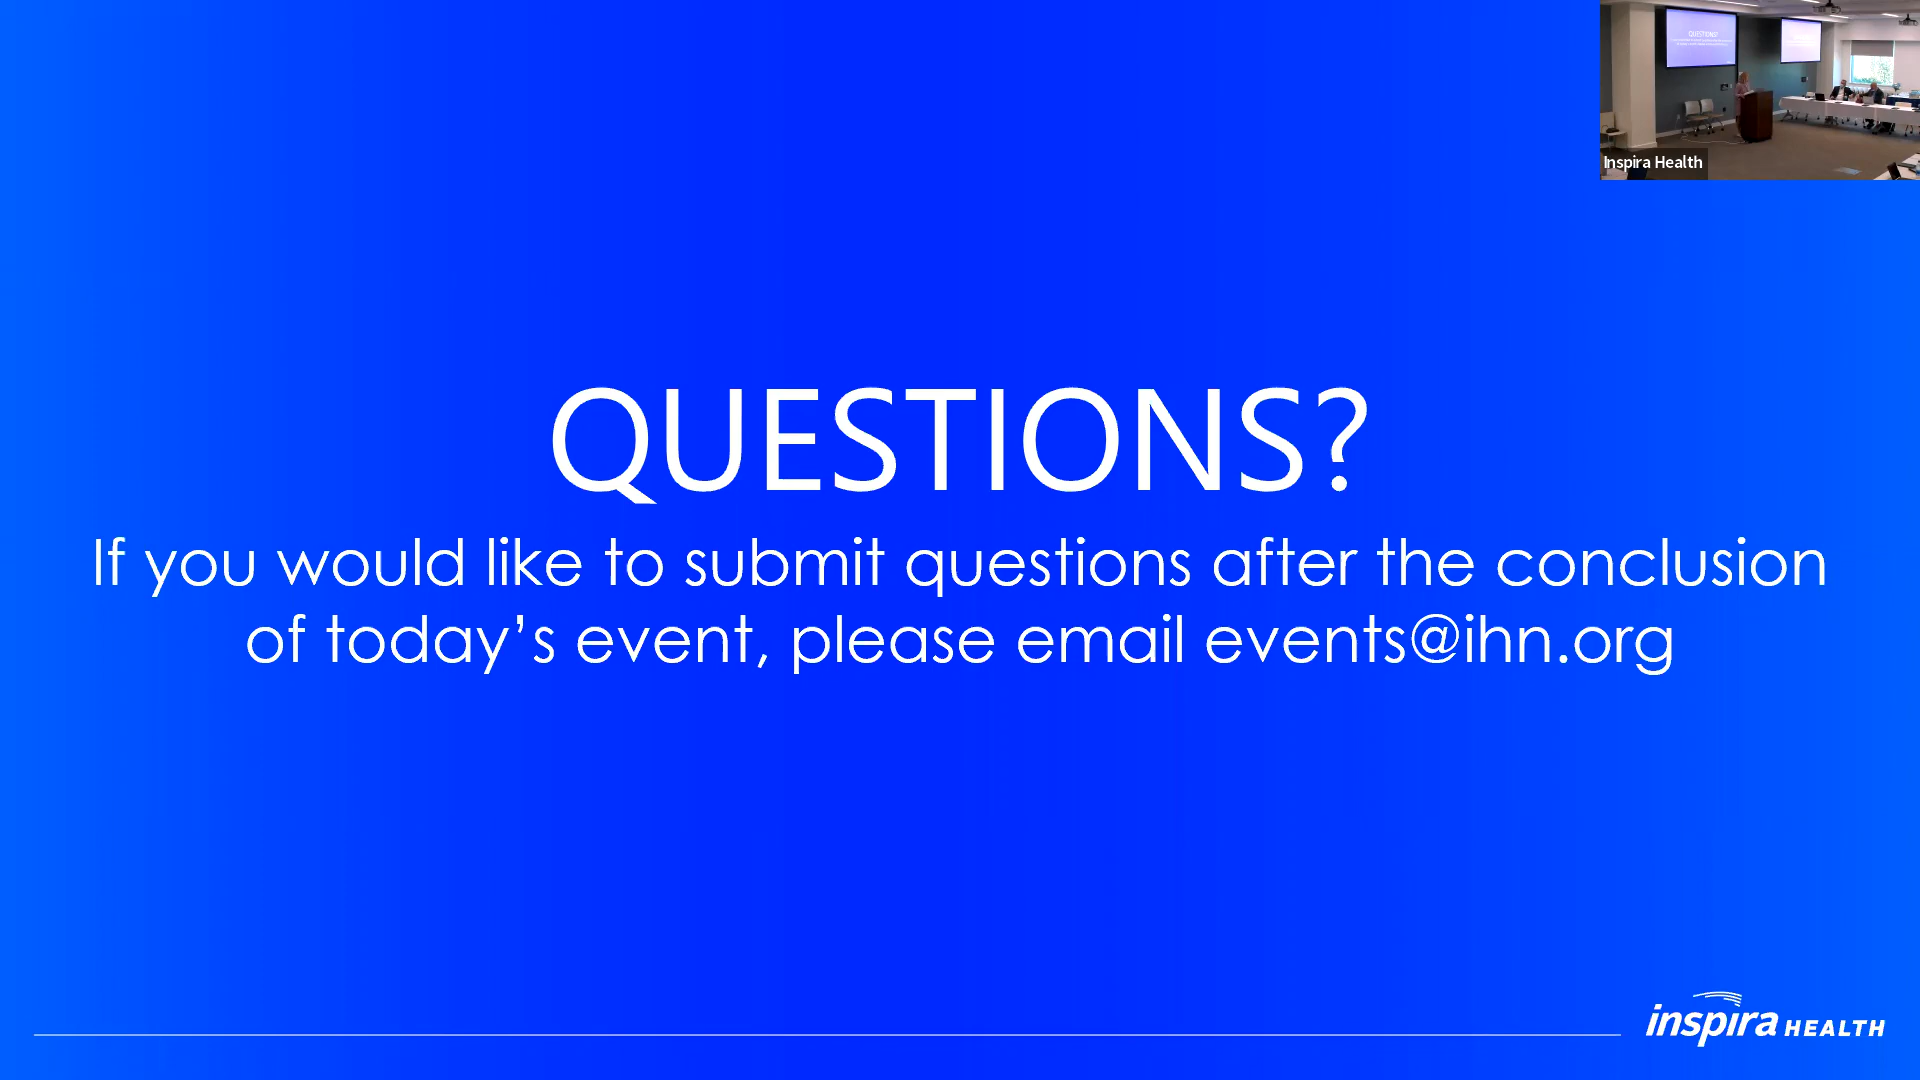 Inspira Health
QUESTIONS?
If you would like to submit questions after the conclusion
of today’s event, please email events@ihn.org
inspira HEALTH